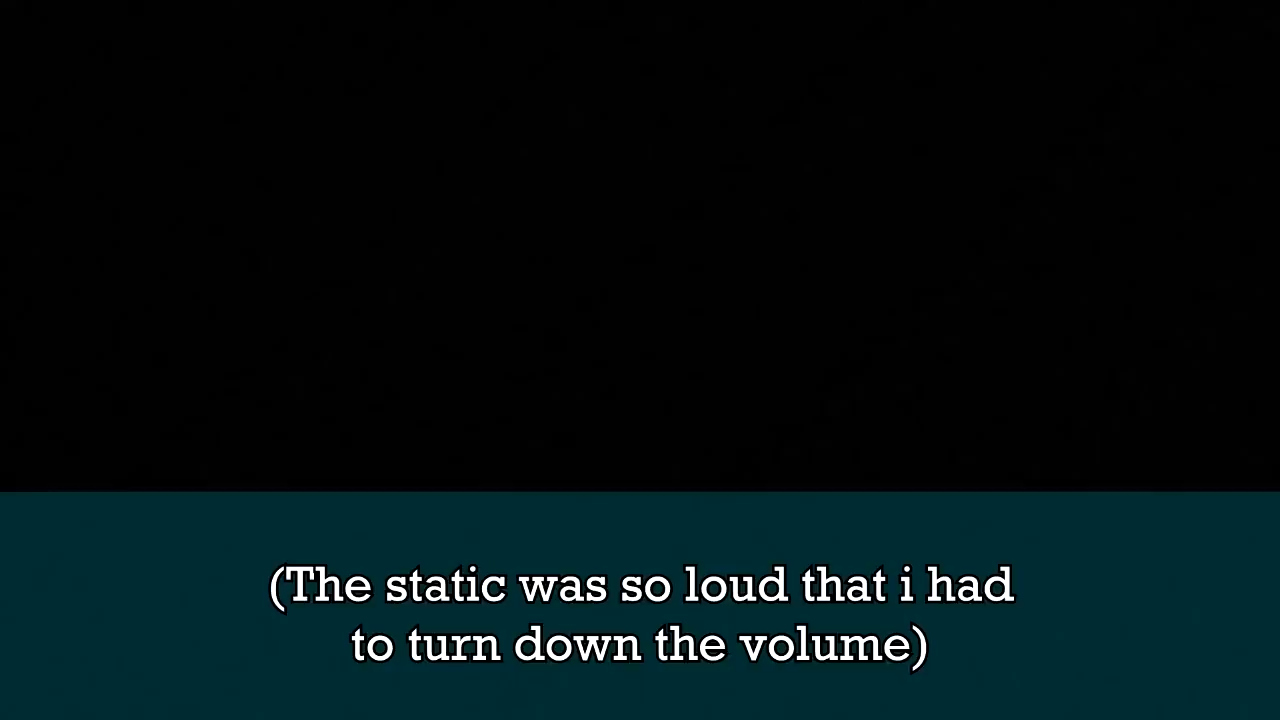 (The static was so loud that i had
to turn down the volume)